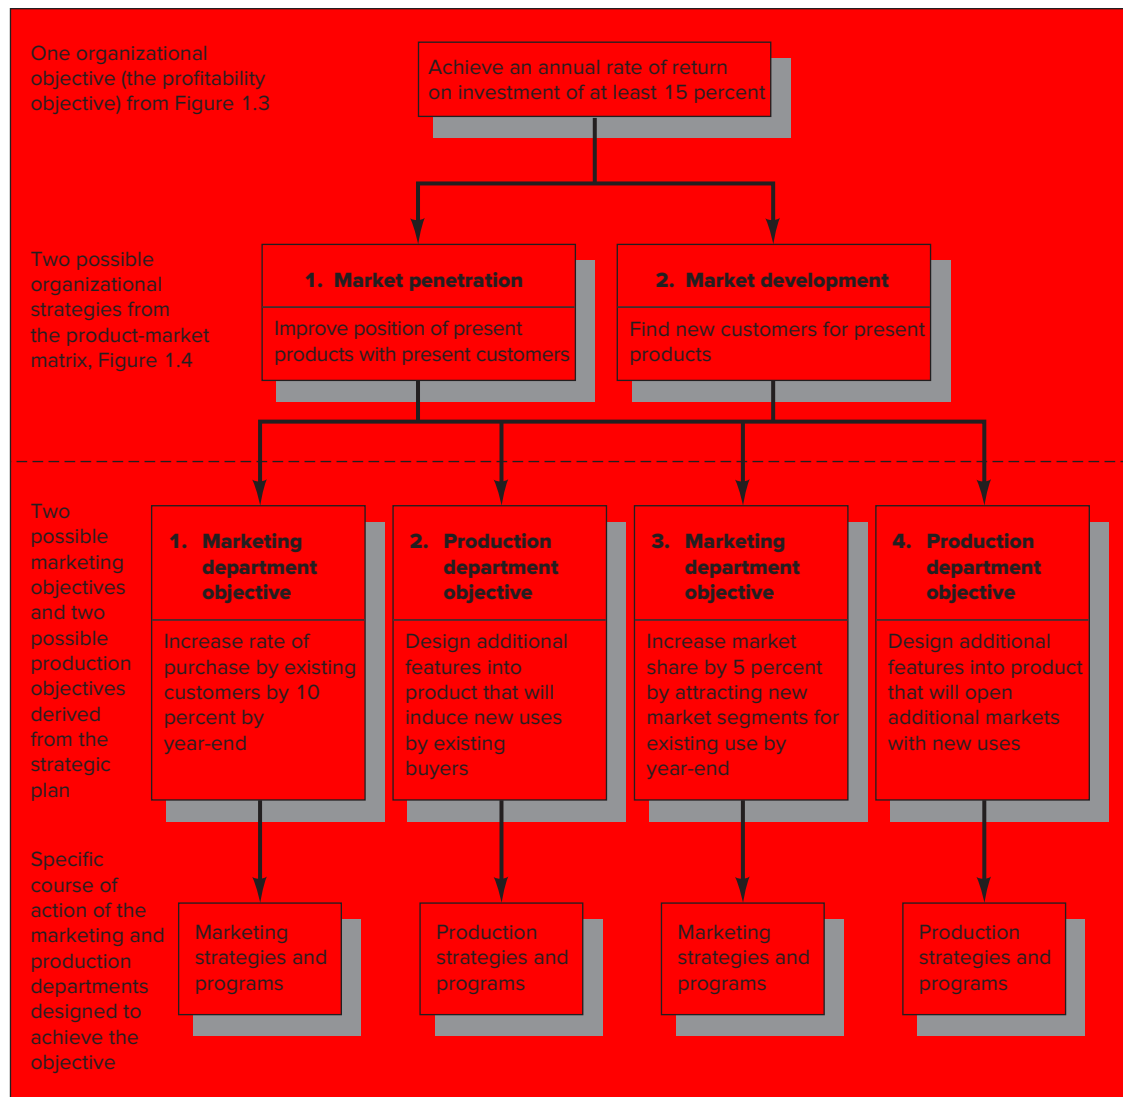 One organizational
objective (the profitability
objective) from Figure 1.3
Achieve an annual rate of return
on investment of at least 15 percent
Two possible
organizational
strategies from
the product-market
matrix, Figure 1.4
1. Market penetration
Improve position of present
products with present customers
2. Market development
Find new customers for present
products
Two
possible
marketing
objectives
and two
possible
production
objectives
derived
from the
strategic
plan
1. Marketing
department
objective
Increase rate of
purchase by existing
customers by 10
percent by
year-end
2. Production
department
objective
Design additional
features into
product that will
induce new uses
by existing
buyers
3. Marketing
department
objective
Increase market
share by 5 percent
by attracting new
market segments for
existing use by
year-end
4. Production
department
objective
Design additional
features into product
that will open
additional markets
with new uses
Specific
course of
action of the
marketing and
production
departments
designed to
achieve the
objective
Marketing
strategies and
programs
Production
strategies and
programs
Marketing
strategies and
programs
Production
strategies and
programs